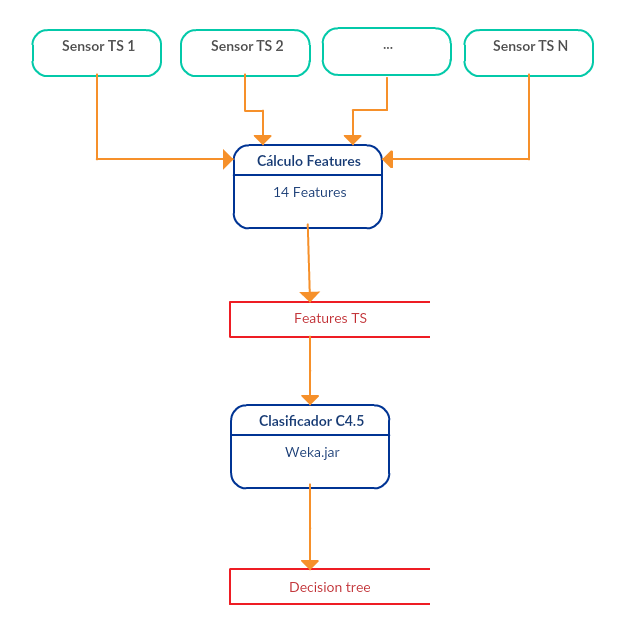 Sensor TS 1
Sensor TS 2
...
Sensor TS N
Cálculo Features
14 Features
Features TS
Clasificador C4.5
Weka.jar
Decision tree